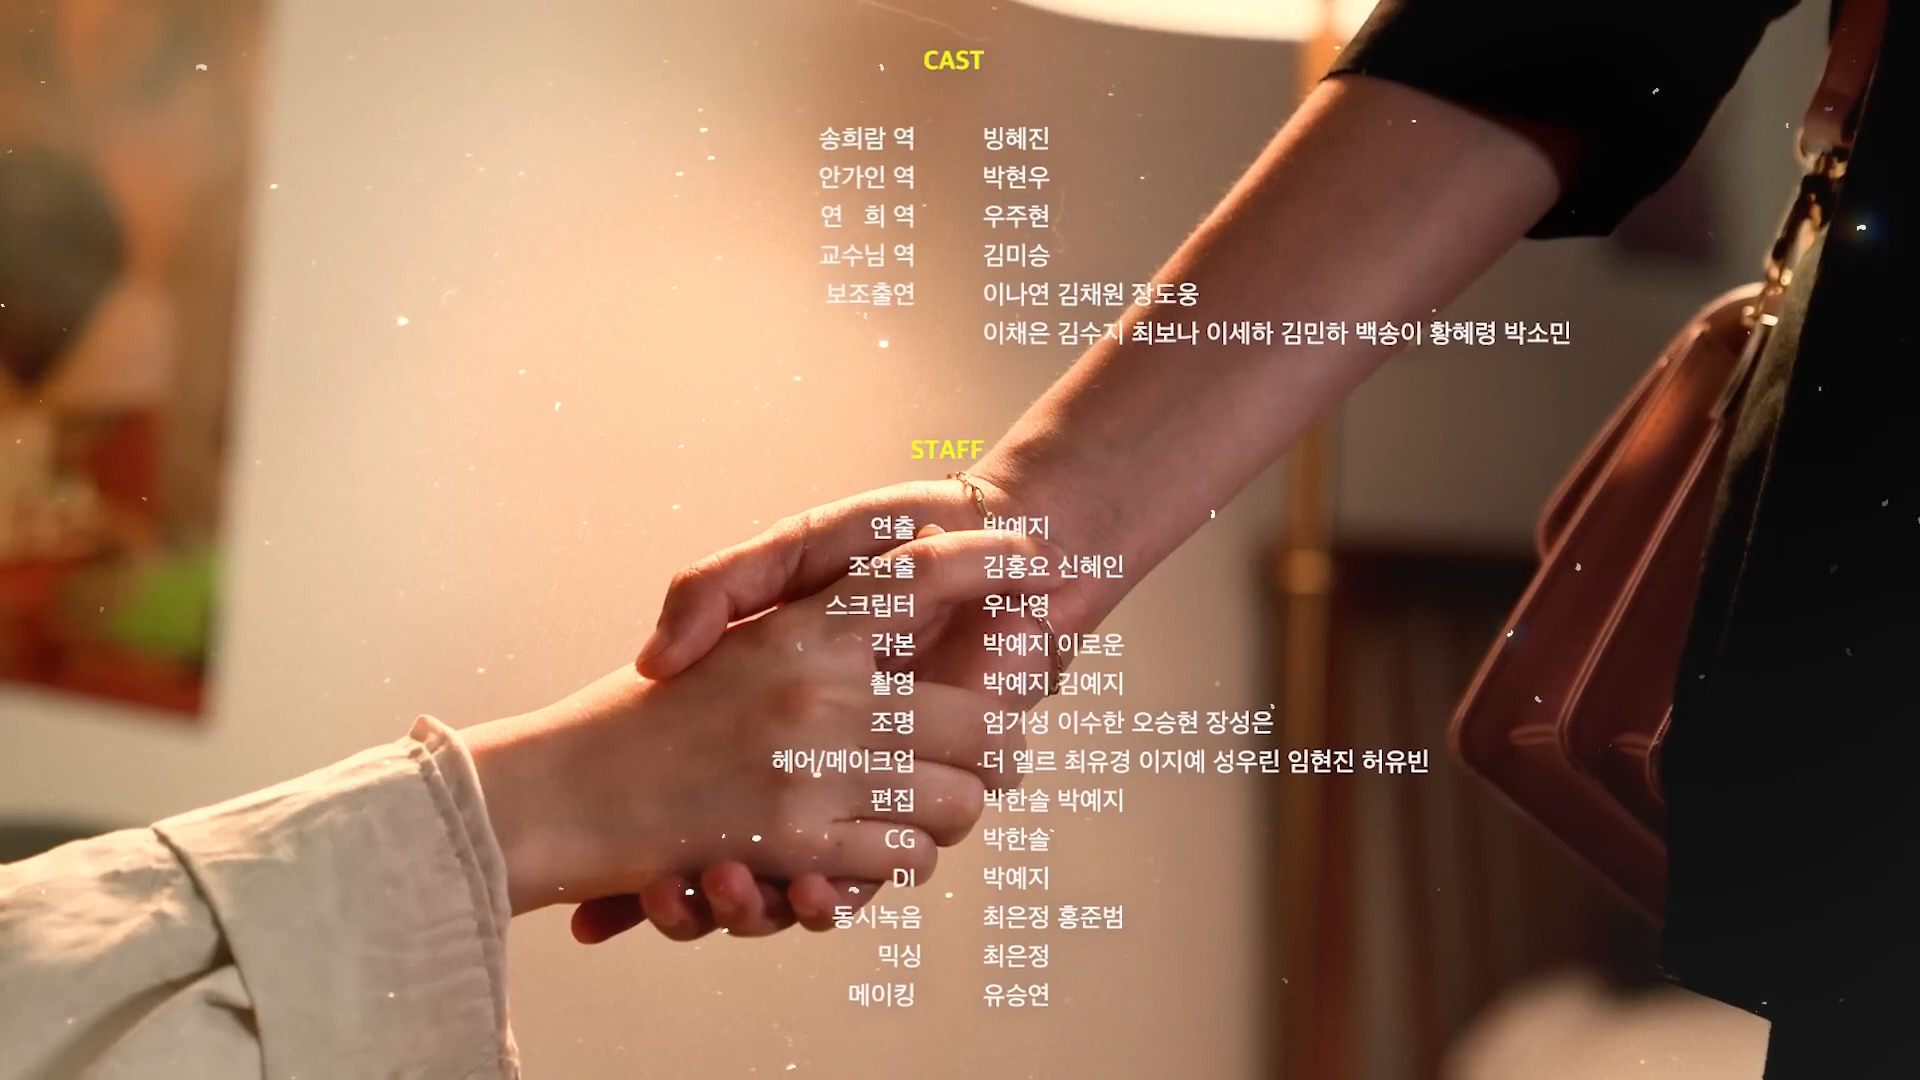 CAST
송희람 역 빙혜진
안가인 역 박현우
연 희 역 우주현
교수님 역 김미승
보조출연 이나연 김채원 장도웅
이채은 김수지 최보나 이세하 김민하 백송이 황혜령 박소민
STAFF
연출 박예지
조연출 김홍요 신혜인
스크립터 우나영
각본 박예지 이로운
촬영 박예지 김예지
조명 엄기성 이수한 오승현 장성은
헤어/메이크업 더 엘르 최유경 이지예 성우린 임현진 허유빈
편집 박한솔 박예지
CG 박한솔
DI 박예지
동시녹음 최은정 홍준범
믹싱 최은정
메이킹 유승연